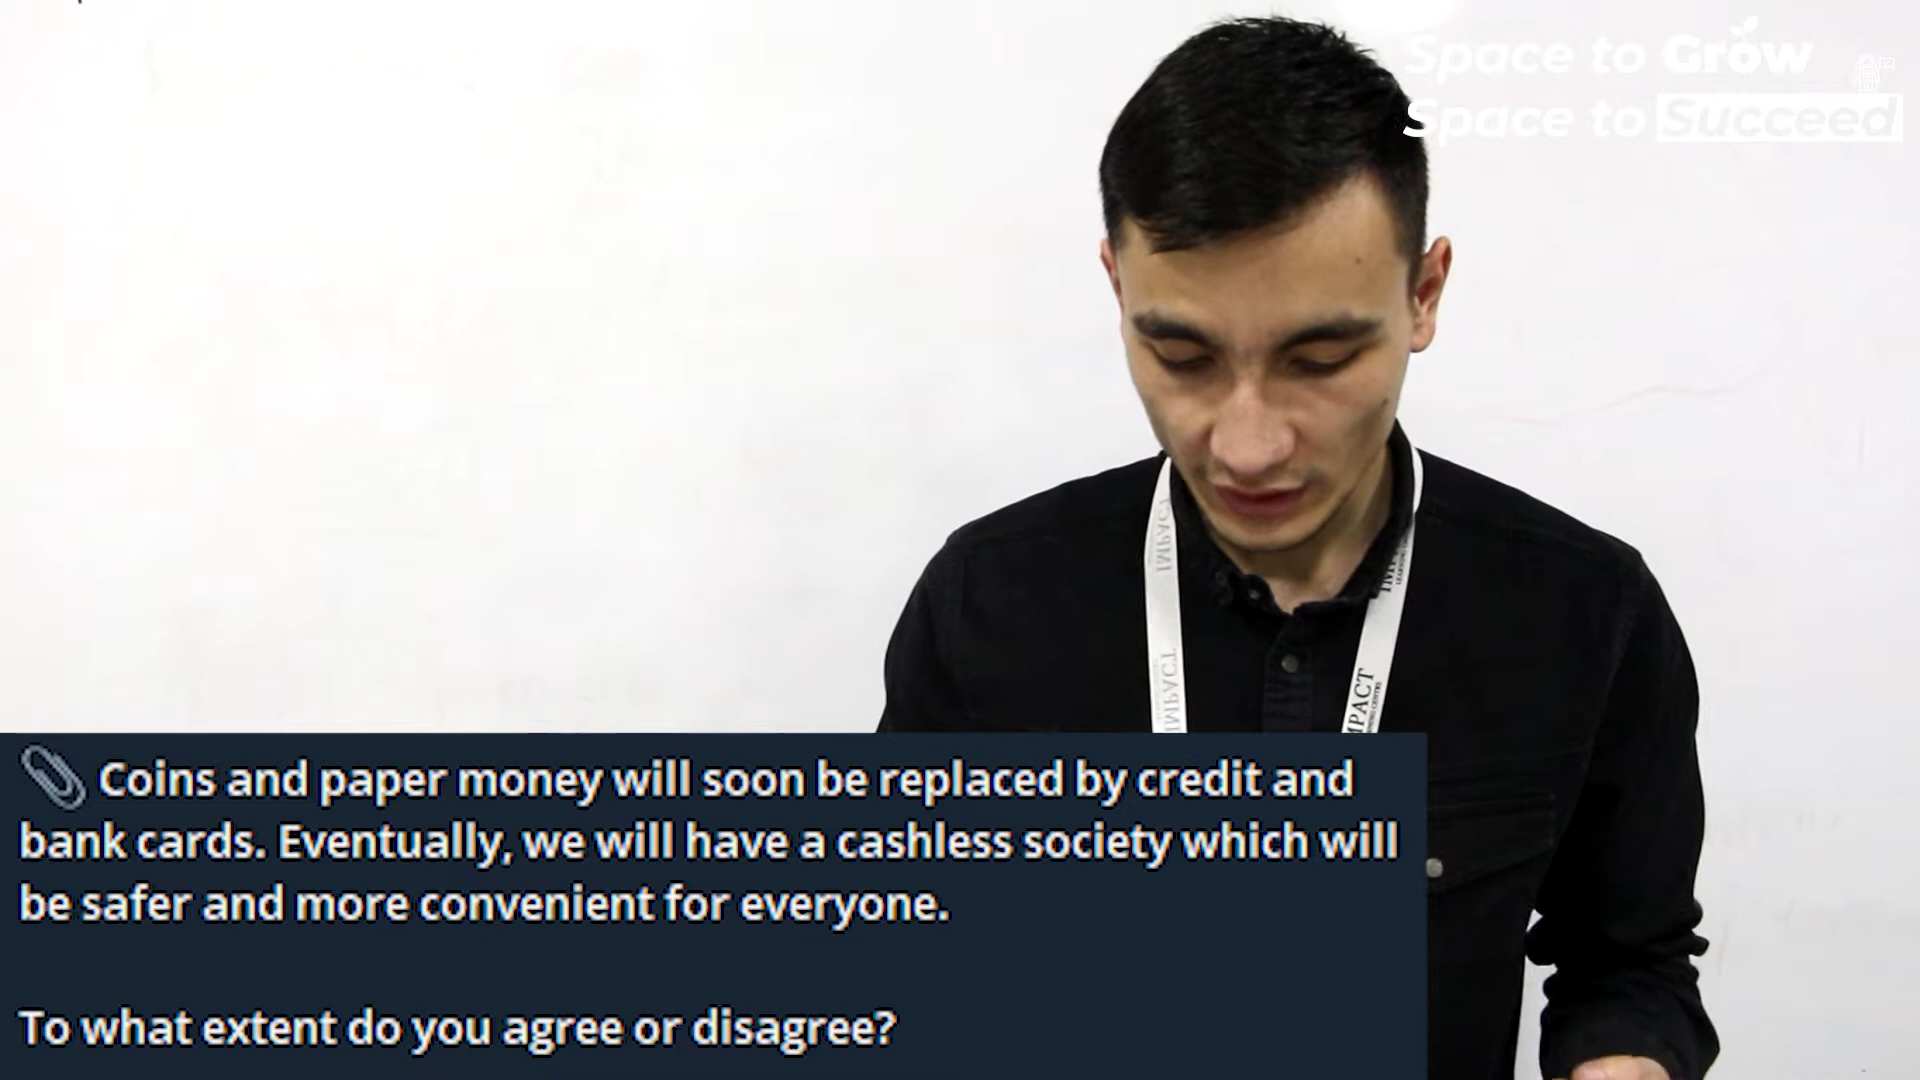 Space to Grow
Space to Succeed
IMPACT
IMPACT
IMPACT
📎 Coins and paper money will soon be replaced by credit and
bank cards. Eventually, we will have a cashless society which will
be safer and more convenient for everyone.
To what extent do you agree or disagree?